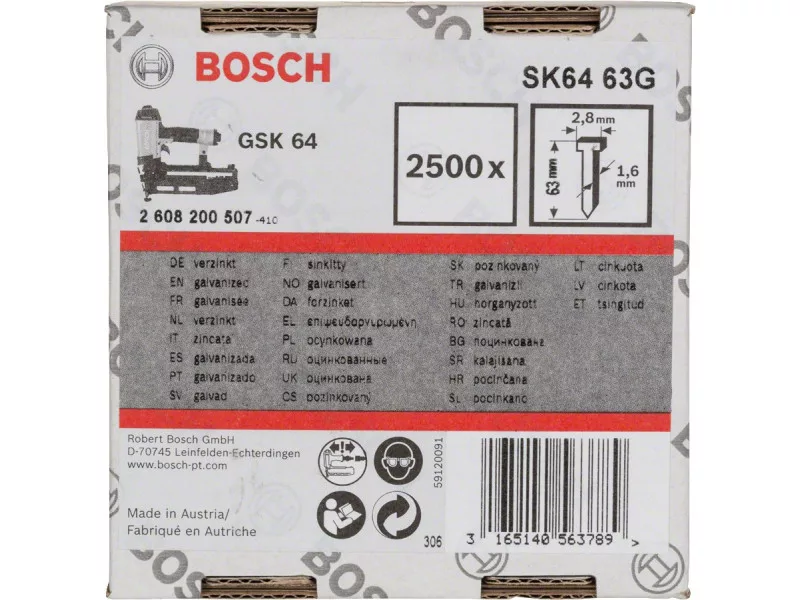 BOSCH
SK64 63G
GSK 64
2500 x
2,8 mm
63 mm
1,6 mm
2 608 200 507 -410
DE verzinkt
EN galvanized
FR galvanisée
NL verzinkt
IT zincata
ES galvanizada
PT galvanizado
SV galvad
FI sinkitty
NO galvanisert
DA forzinket
EL επιψευδαργυρωμένη
PL ocynkowana
RU оцинкованные
UK оцинкована
CS pozinkovaný
SK pozinkovaný
TR galvanizli
HU horganyzott
RO zincată
BG поцинкована
SR kalajisana
HR pocinčana
SL pocinkano
LT cinkuota
LV cinkota
ET tsingitud
Robert Bosch GmbH
D-70745 Leinfelden-Echterdingen
www.bosch-pt.com
Made in Austria/
Fabriqué en Autriche
59120091
306
3 165140 563789 >